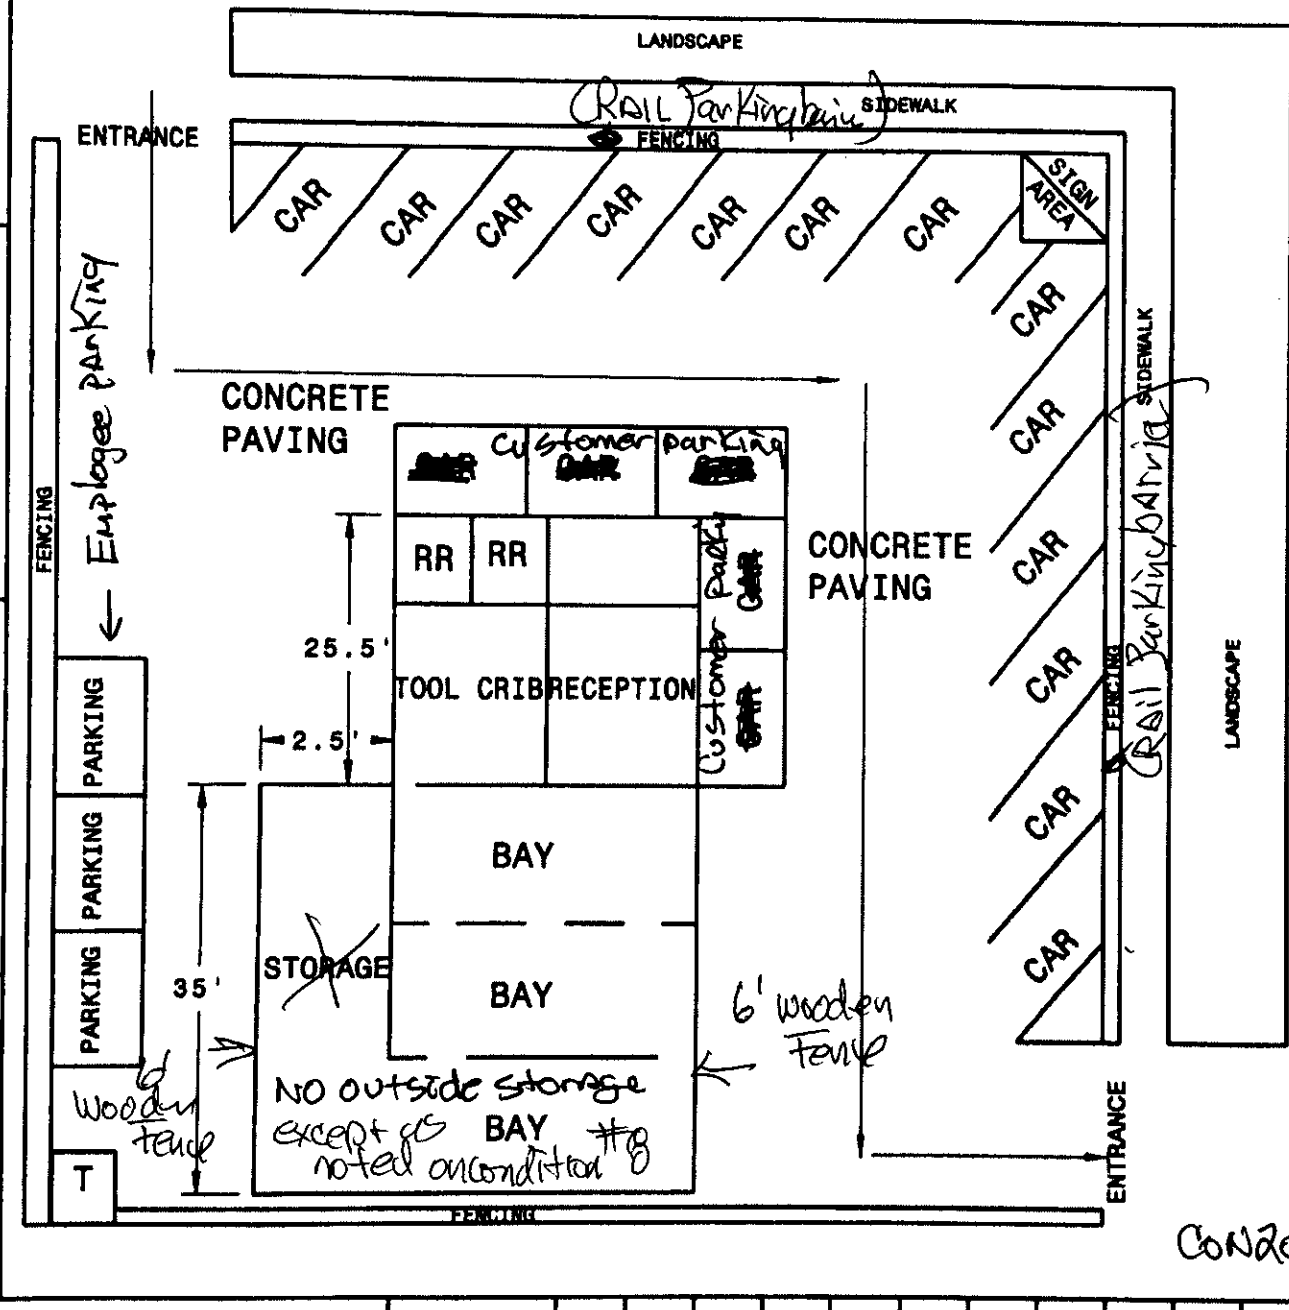 LANDSCAPE
(RAIL Parking barrier)
SIDEWALK
ENTRANCE
FENCING
CAR
CAR
CAR
CAR
CAR
CAR
CAR
SIGN
AREA
CAR
CAR
CAR
CAR
CAR
CAR
SIDEWALK
(RAIL Parking barria)
FENCING
LANDSCAPE
FENCING
← Employee pArKing
CONCRETE
PAVING
Customer parking
RR
RR
Customer
CONCRETE
PAVING
25.5'
TOOL CRIB
RECEPTION
2.5'
PARKING
PARKING
PARKING
BAY
STORAGE
35'
BAY
6' wooden
Fence
6'
Wooden
fence
NO outside storage
except as
BAY
#8
noted on condition
T
FENCING
ENTRANCE